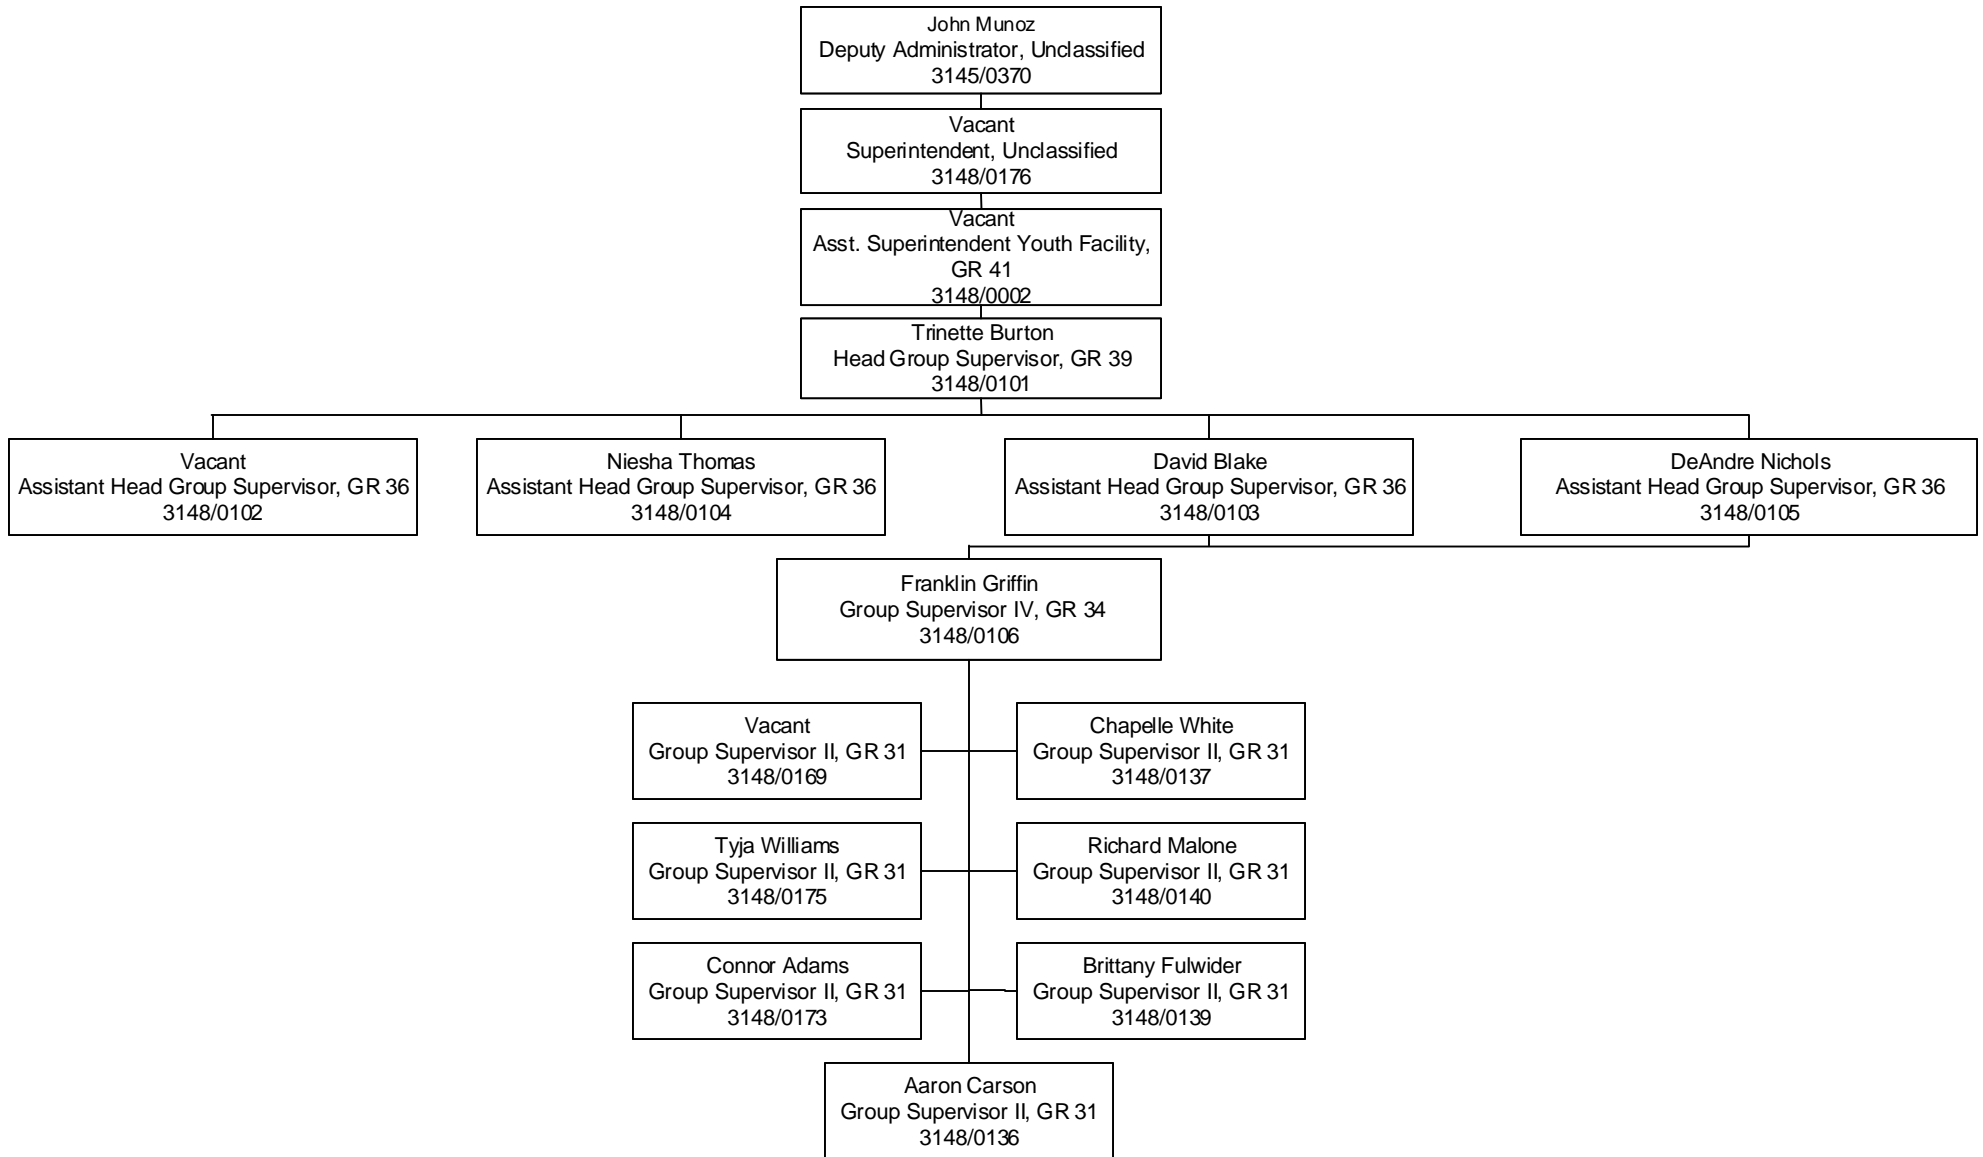 John Munoz
Deputy Administrator, Unclassified
3145/0370
Vacant
Superintendent, Unclassified
3148/0176
Vacant
Asst. Superintendent Youth Facility,
GR 41
3148/0002
Trinette Burton
Head Group Supervisor, GR 39
3148/0101
Vacant
Assistant Head Group Supervisor, GR 36
3148/0102
Niesha Thomas
Assistant Head Group Supervisor, GR 36
3148/0104
David Blake
Assistant Head Group Supervisor, GR 36
3148/0103
DeAndre Nichols
Assistant Head Group Supervisor, GR 36
3148/0105
Franklin Griffin
Group Supervisor IV, GR 34
3148/0106
Vacant
Group Supervisor II, GR 31
3148/0169
Chapelle White
Group Supervisor II, GR 31
3148/0137
Tyja Williams
Group Supervisor II, GR 31
3148/0175
Richard Malone
Group Supervisor II, GR 31
3148/0140
Connor Adams
Group Supervisor II, GR 31
3148/0173
Brittany Fulwider
Group Supervisor II, GR 31
3148/0139
Aaron Carson
Group Supervisor II, GR 31
3148/0136